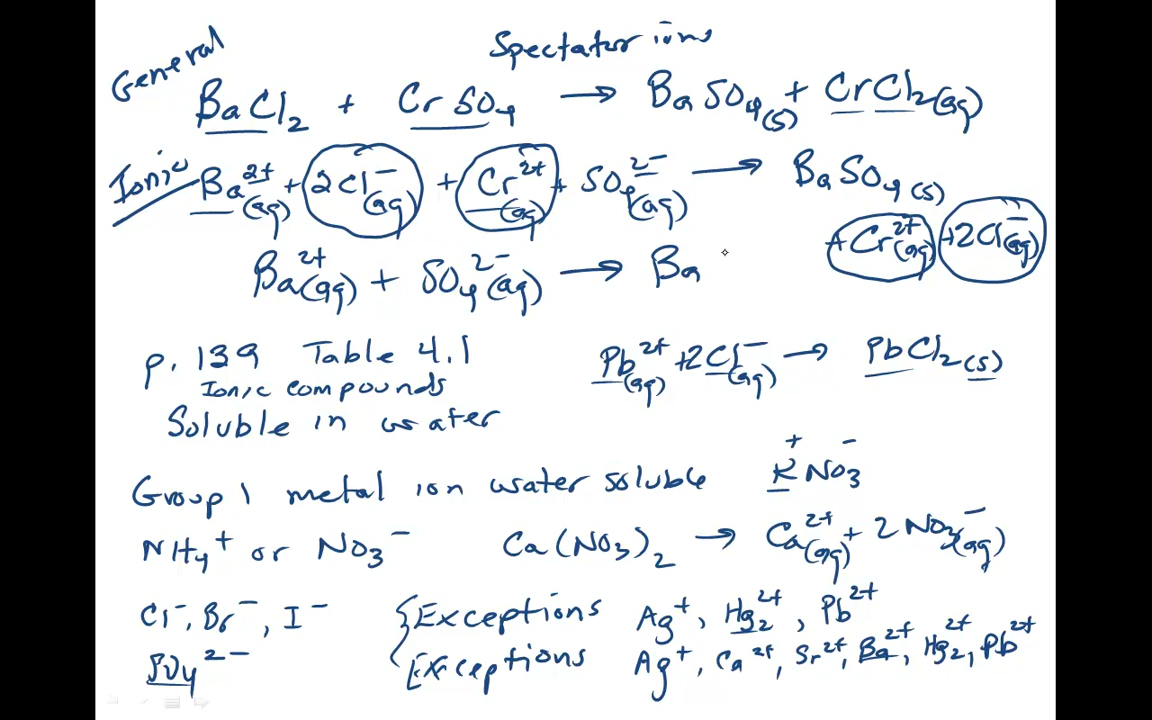 Spectator ions
General
BaCl₂ + CrSO₄ → BaSO₄(s) + CrCl₂(aq)
Ionic
Ba²⁺(aq) + 2Cl⁻(aq) + Cr²⁺(aq) + SO₄²⁻(aq) → BaSO₄(s)
+ Cr²⁺(aq) + 2Cl⁻(aq)
Ba²⁺(aq) + SO₄²⁻(aq) → Ba
p. 139 Table 4.1
Ionic compounds
Soluble in water
Pb²⁺(aq) + 2Cl⁻(aq) → PbCl₂(s)
Group 1 metal ion water soluble K⁺NO₃⁻
NH₄⁺ or NO₃⁻ Ca(NO₃)₂ → Ca²⁺(aq) + 2NO₃⁻(aq)
Cl⁻, Br⁻, I⁻ {Exceptions Ag⁺, Hg₂²⁺, Pb²⁺
SO₄²⁻ Exceptions Ag⁺, Ca²⁺, Sr²⁺, Ba²⁺, Hg₂²⁺, Pb²⁺